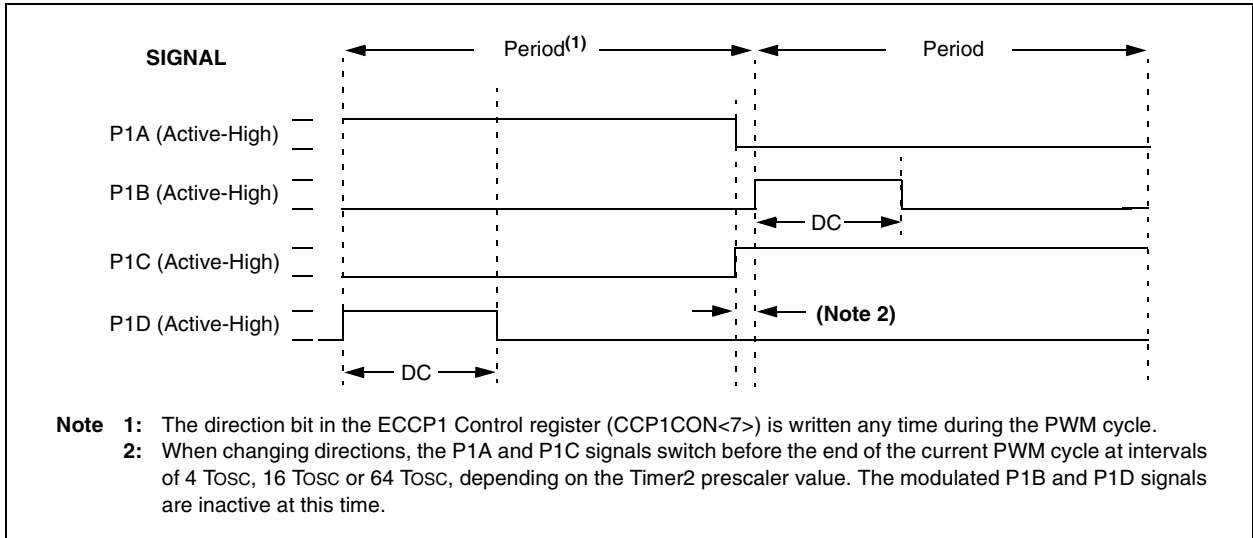 SIGNAL
Period(1)
Period
P1A (Active-High)
P1B (Active-High)
DC
P1C (Active-High)
P1D (Active-High)
(Note 2)
DC
Note 1: The direction bit in the ECCP1 Control register (CCP1CON<7>) is written any time during the PWM cycle.
2: When changing directions, the P1A and P1C signals switch before the end of the current PWM cycle at intervals
of 4 TOSC, 16 TOSC or 64 TOSC, depending on the Timer2 prescaler value. The modulated P1B and P1D signals
are inactive at this time.